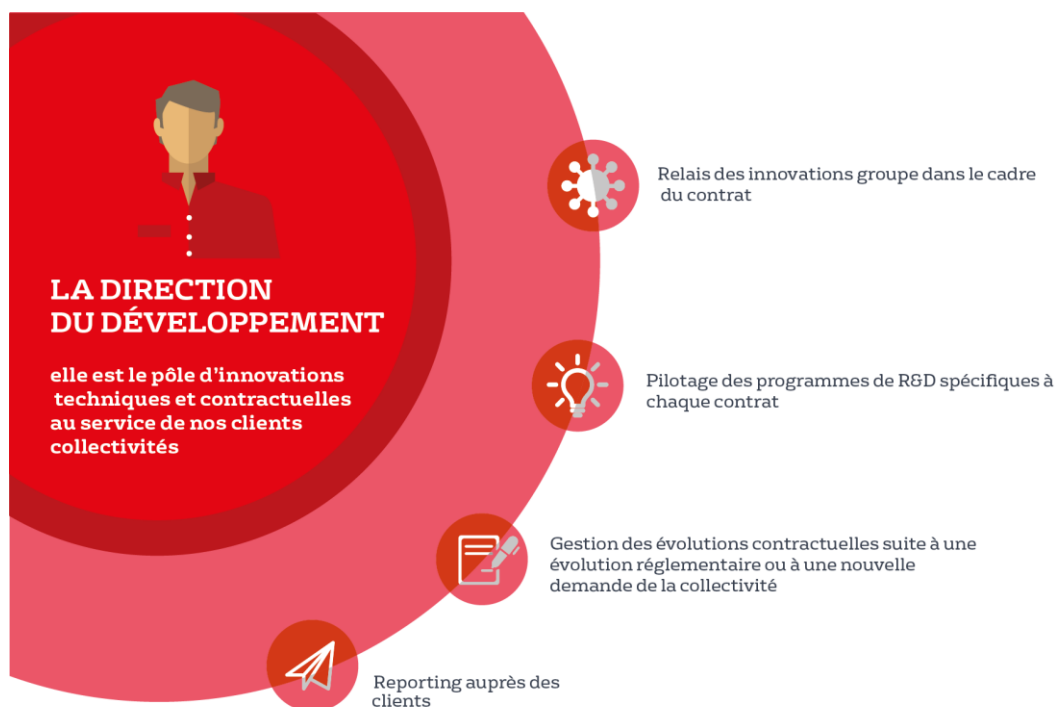 LA DIRECTION
DU DÉVELOPPEMENT
elle est le pôle d'innovations
techniques et contractuelles
au service de nos clients
collectivités
Relais des innovations groupe dans le cadre
du contrat
Pilotage des programmes de R&D spécifiques à
chaque contrat
Gestion des évolutions contractuelles suite à une
évolution réglementaire ou à une nouvelle
demande de la collectivité
Reporting auprès des
clients